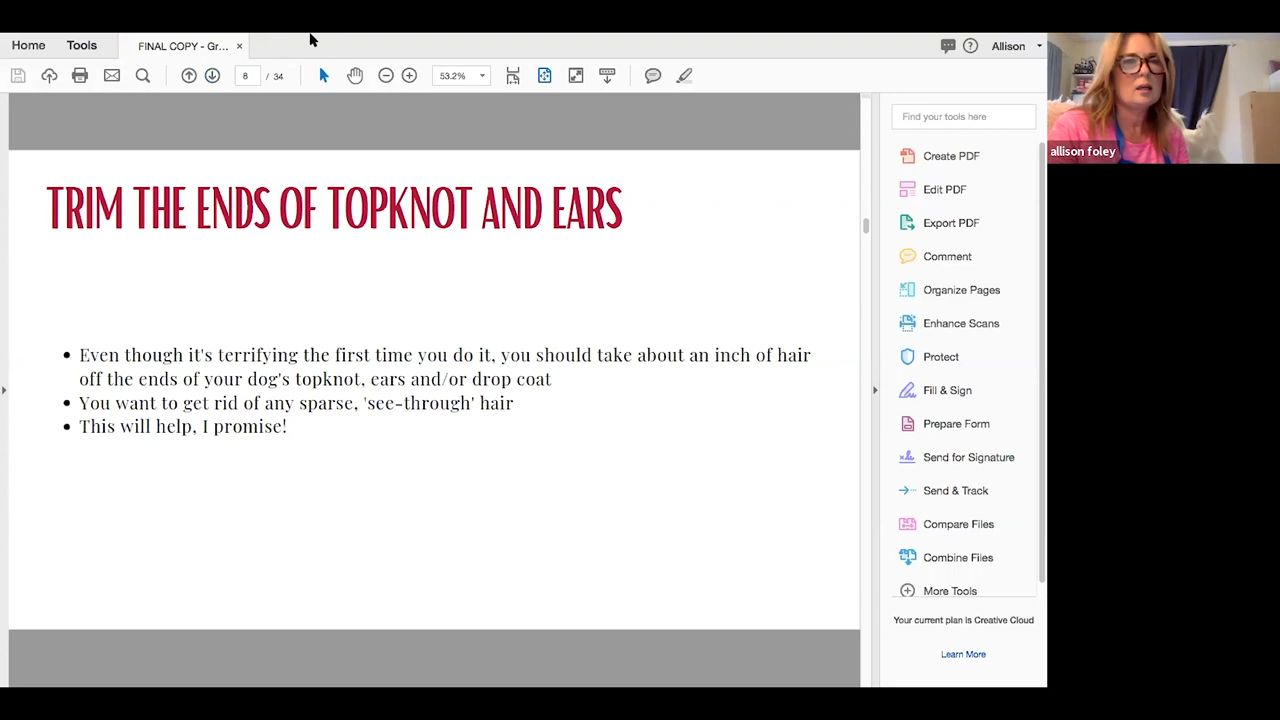 Home
Tools
FINAL COPY - Gr... ×
Allison
8 / 34
53.2%
TRIM THE ENDS OF TOPKNOT AND EARS
• Even though it's terrifying the first time you do it, you should take about an inch of hair
off the ends of your dog's topknot, ears and/or drop coat
• You want to get rid of any sparse, 'see-through' hair
• This will help, I promise!
Find your tools here
Create PDF
Edit PDF
Export PDF
Comment
Organize Pages
Enhance Scans
Protect
Fill & Sign
Prepare Form
Send for Signature
Send & Track
Compare Files
Combine Files
More Tools
Your current plan is Creative Cloud
Learn More
allison foley